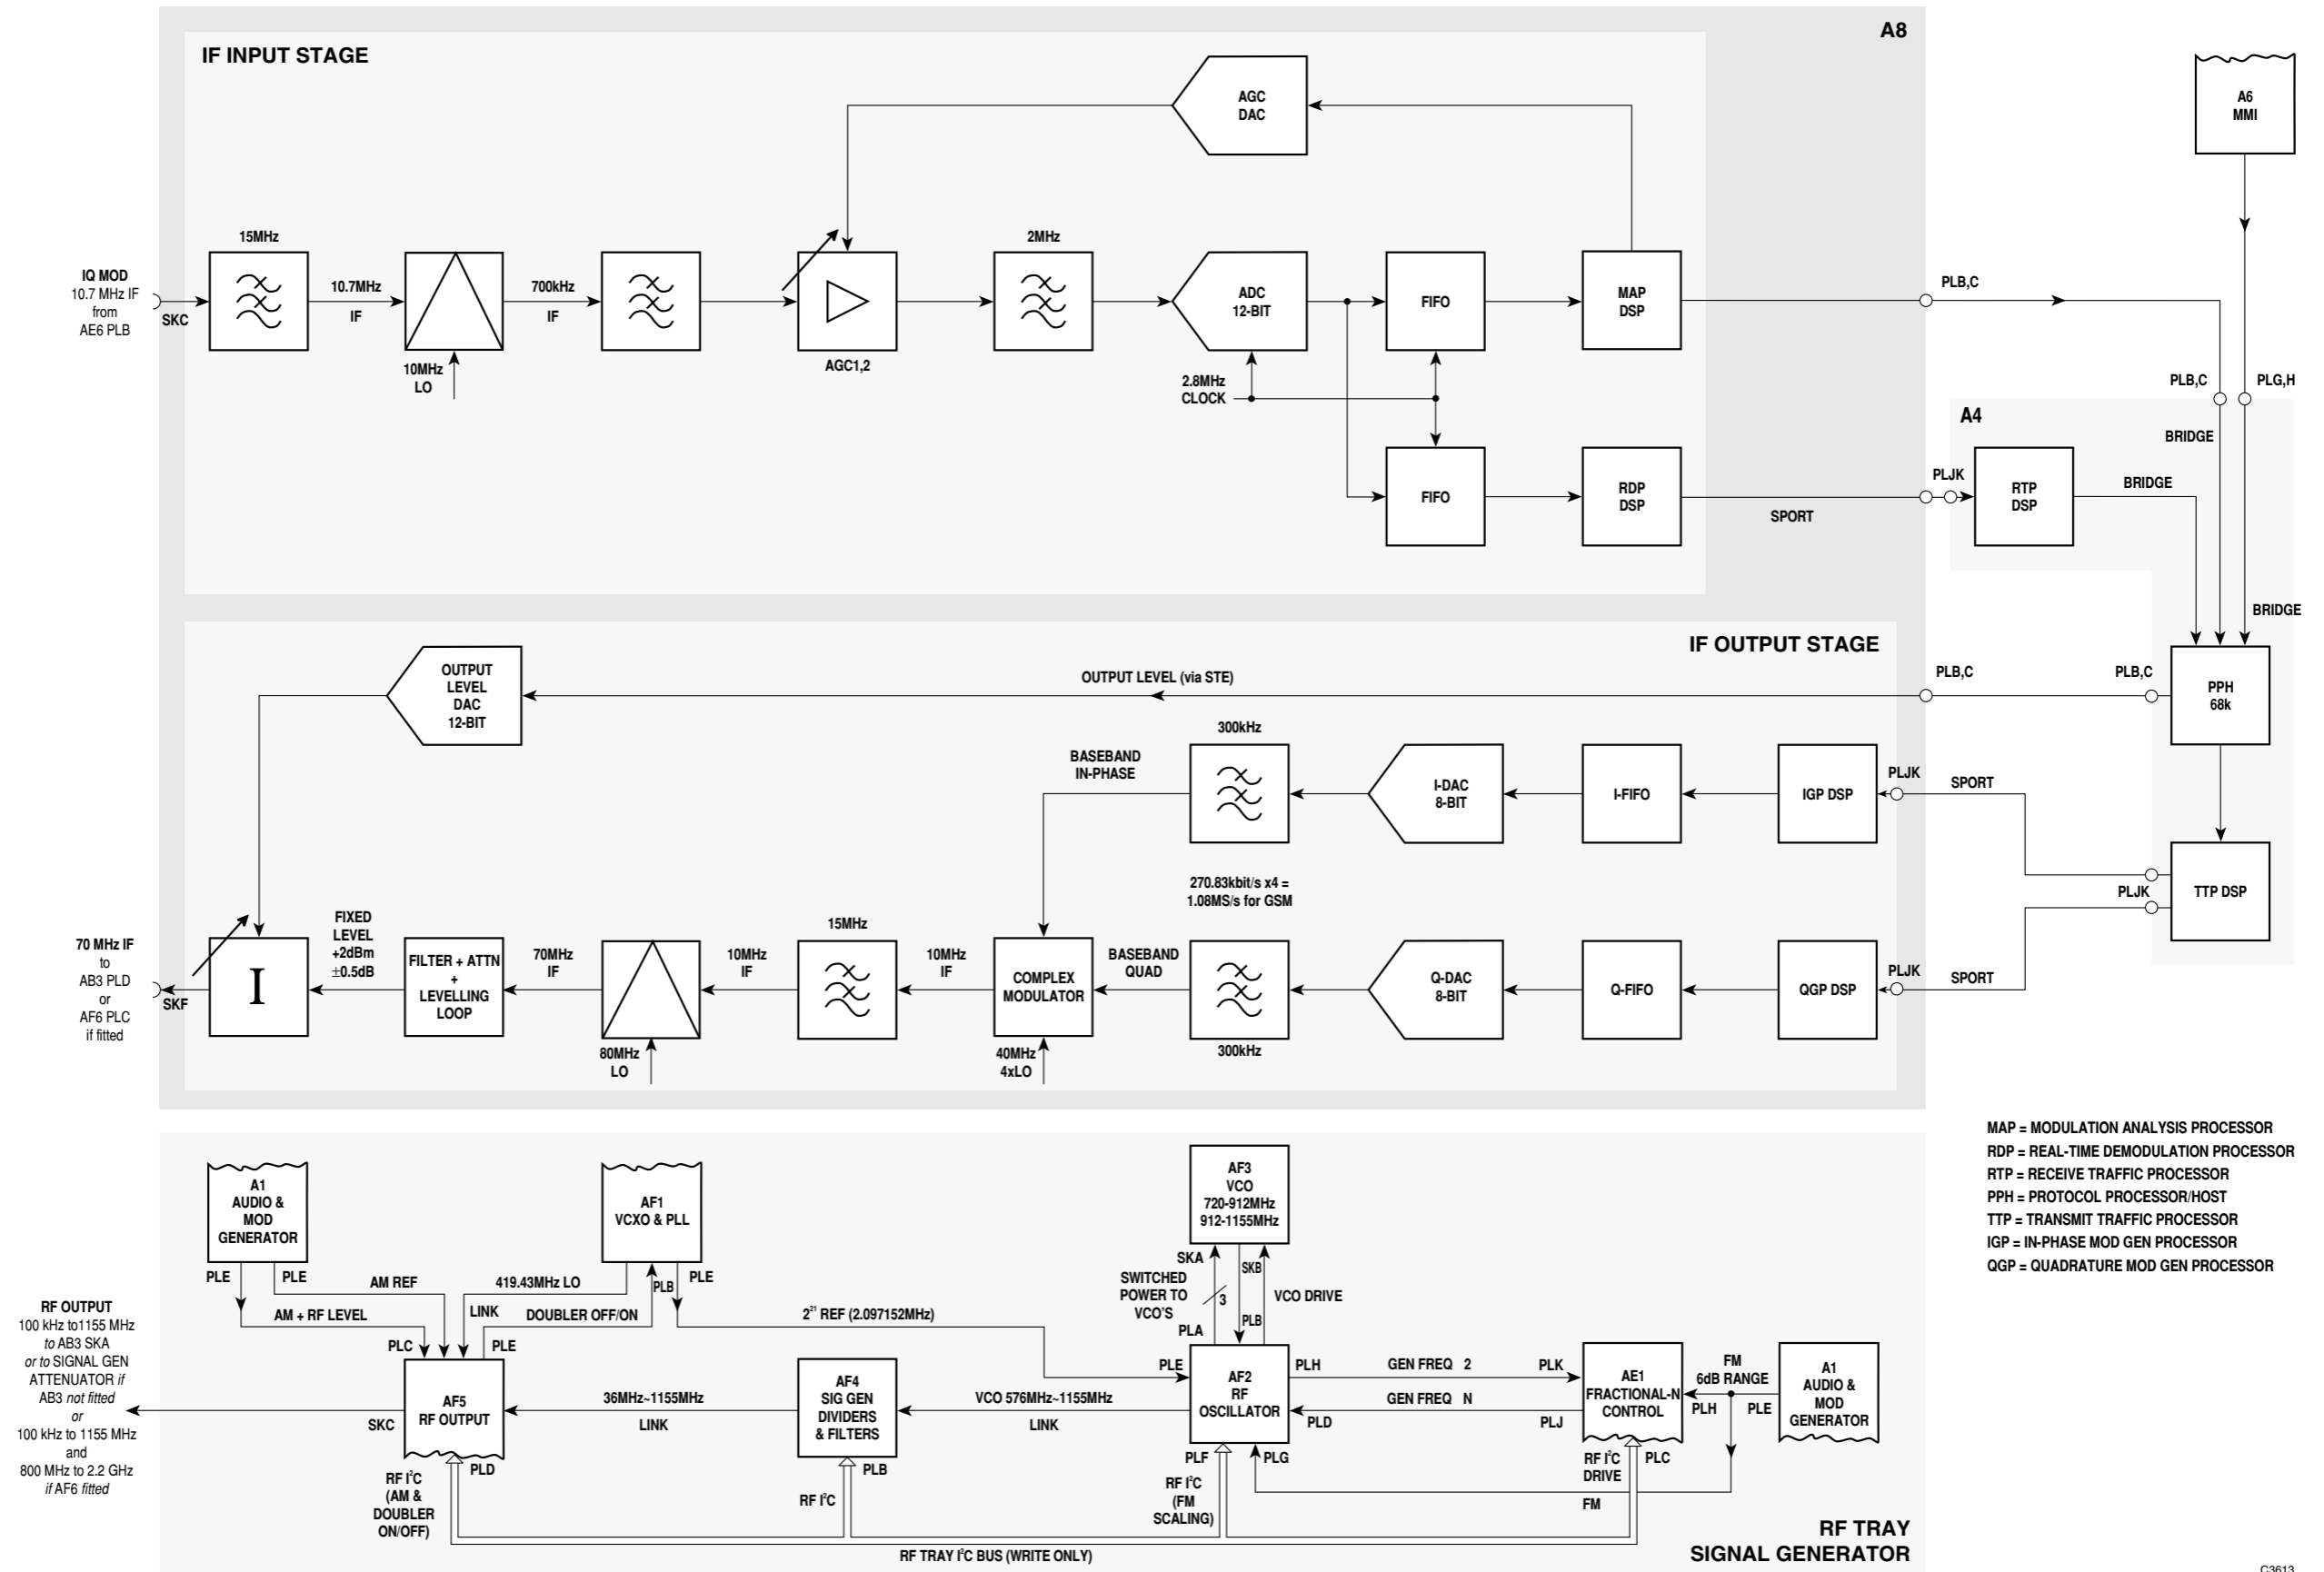 A8
IF INPUT STAGE
AGC
DAC
A6
MMI
15MHz
2MHz
IQ MOD
10.7 MHz IF
from
AE6 PLB
SKC
10.7MHz
IF
700kHz
IF
10MHz
LO
AGC1,2
ADC
12-BIT
FIFO
MAP
DSP
PLB,C
2.8MHz
CLOCK
PLB,C
PLG,H
A4
BRIDGE
FIFO
RDP
DSP
SPORT
PLJK
RTP
DSP
BRIDGE
BRIDGE
IF OUTPUT STAGE
OUTPUT
LEVEL
DAC
12-BIT
OUTPUT LEVEL (via STE)
PLB,C
PLB,C
PPH
68k
300kHz
BASEBAND
IN-PHASE
I-DAC
8-BIT
I-FIFO
IGP DSP
PLJK
SPORT
270.83kbit/s x4 =
1.08MS/s for GSM
TTP DSP
PLJK
70 MHz IF
to
AB3 PLD
or
AF6 PLC
if fitted
SKF
I
FIXED
LEVEL
+2dBm
±0.5dB
FILTER + ATTN
+
LEVELLING
LOOP
70MHz
IF
80MHz
LO
10MHz
IF
15MHz
10MHz
IF
COMPLEX
MODULATOR
40MHz
4xLO
BASEBAND
QUAD
300kHz
Q-DAC
8-BIT
Q-FIFO
QGP DSP
PLJK
SPORT
MAP = MODULATION ANALYSIS PROCESSOR
RDP = REAL-TIME DEMODULATION PROCESSOR
RTP = RECEIVE TRAFFIC PROCESSOR
PPH = PROTOCOL PROCESSOR/HOST
TTP = TRANSMIT TRAFFIC PROCESSOR
IGP = IN-PHASE MOD GEN PROCESSOR
QGP = QUADRATURE MOD GEN PROCESSOR
A1
AUDIO &
MOD
GENERATOR
AF1
VCXO & PLL
AF3
VCO
720-912MHz
912-1155MHz
PLE
PLE
AM REF
419.43MHz LO
PLB
PLE
AM + RF LEVEL
LINK
DOUBLER OFF/ON
2²¹ REF (2.097152MHz)
SKA
SKB
SWITCHED
POWER TO
VCO'S
3
VCO DRIVE
PLA
PLB
RF OUTPUT
100 kHz to1155 MHz
to AB3 SKA
or to SIGNAL GEN
ATTENUATOR if
AB3 not fitted
or
100 kHz to 1155 MHz
and
800 MHz to 2.2 GHz
if AF6 fitted
PLC
PLE
SKC
AF5
RF OUTPUT
36MHz~1155MHz
LINK
AF4
SIG GEN
DIVIDERS
& FILTERS
VCO 576MHz~1155MHz
LINK
PLE
AF2
RF
OSCILLATOR
PLH
GEN FREQ 2
PLK
GEN FREQ N
PLD
PLJ
AE1
FRACTIONAL-N
CONTROL
FM
6dB RANGE
PLH
PLE
A1
AUDIO &
MOD
GENERATOR
RF I²C
(AM &
DOUBLER
ON/OFF)
PLD
RF I²C
PLB
PLF
PLG
RF I²C
(FM
SCALING)
RF I²C
DRIVE
PLC
FM
RF TRAY I²C BUS (WRITE ONLY)
RF TRAY
SIGNAL GENERATOR
C3613